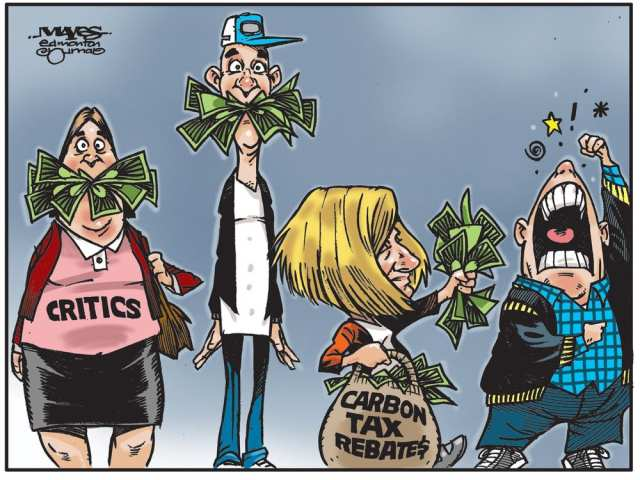 MAYES
edmonton
journal
CRITICS
! *
CARBON
TAX
REBATE$